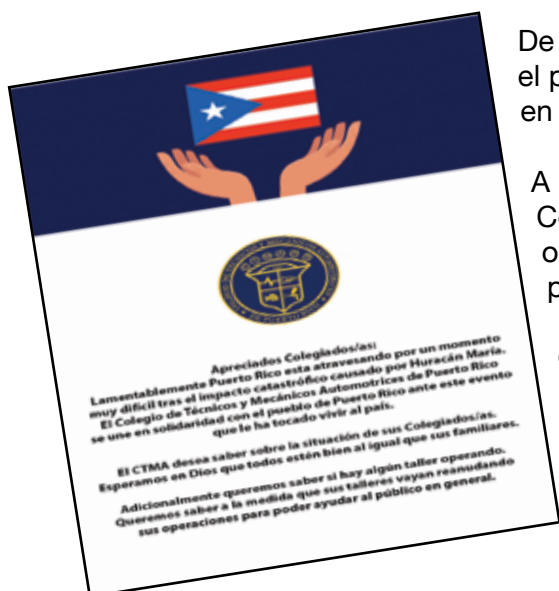 Apreciados Colegiados/as:
Lamentablemente Puerto Rico esta atravesando por un momento
muy difícil tras el impacto catastrófico causado por Huracán María.
El Colegio de Técnicos y Mecánicos Automotrices de Puerto Rico
se une en solidaridad con el pueblo de Puerto Rico ante este evento
que le ha tocado vivir al país.
El CTMA desea saber sobre la situación de sus Colegiados/as.
Esperamos en Dios que todos estén bien al igual que sus familiares.
Adicionalmente queremos saber si hay algún taller operando.
Queremos saber a la medida que sus talleres vayan reanudando
sus operaciones para poder ayudar al público en general.
De
el p
en
A
C
o
p